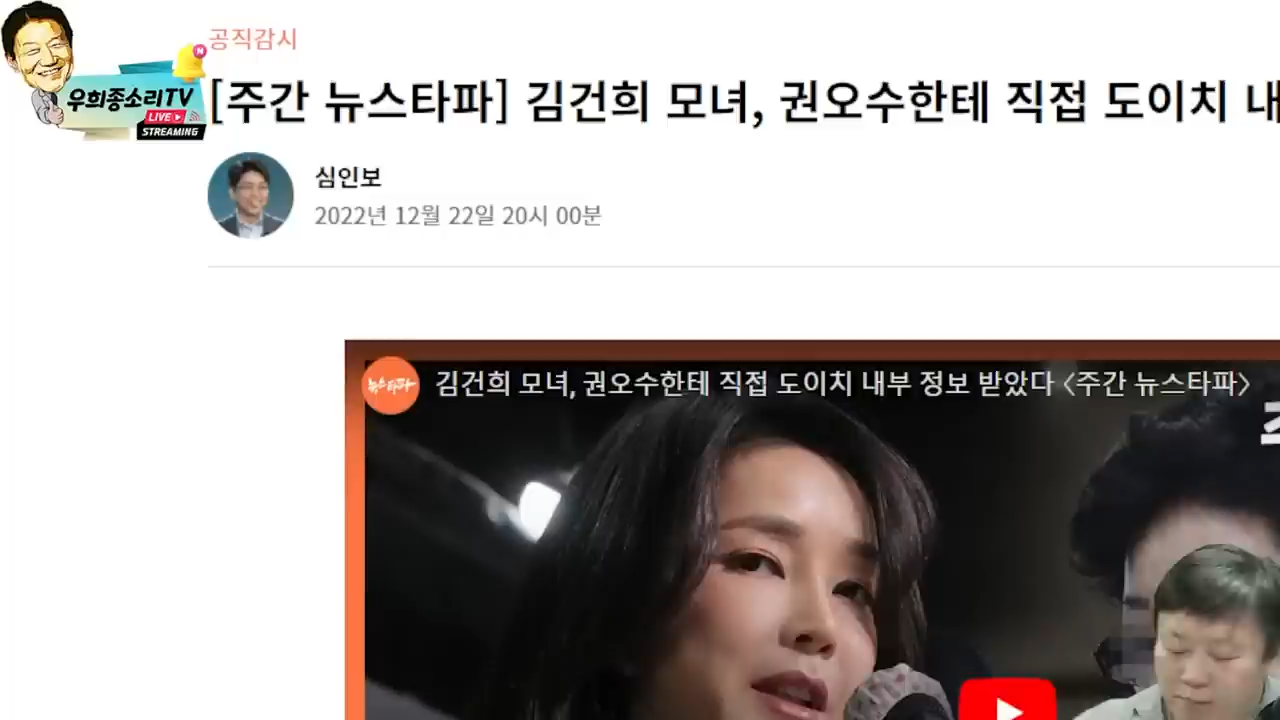 공직감시
우희종소리TV
LIVE
STREAMING
[주간 뉴스타파] 김건희 모녀, 권오수한테 직접 도이치 내
심인보
2022년 12월 22일 20시 00분
뉴스타파
김건희 모녀, 권오수한테 직접 도이치 내부 정보 받았다 <주간 뉴스타파>